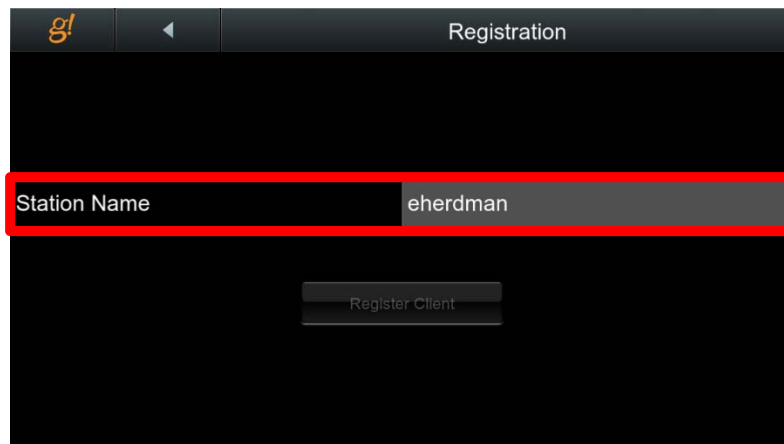 g!
Registration
Station Name eherdman
Register Client